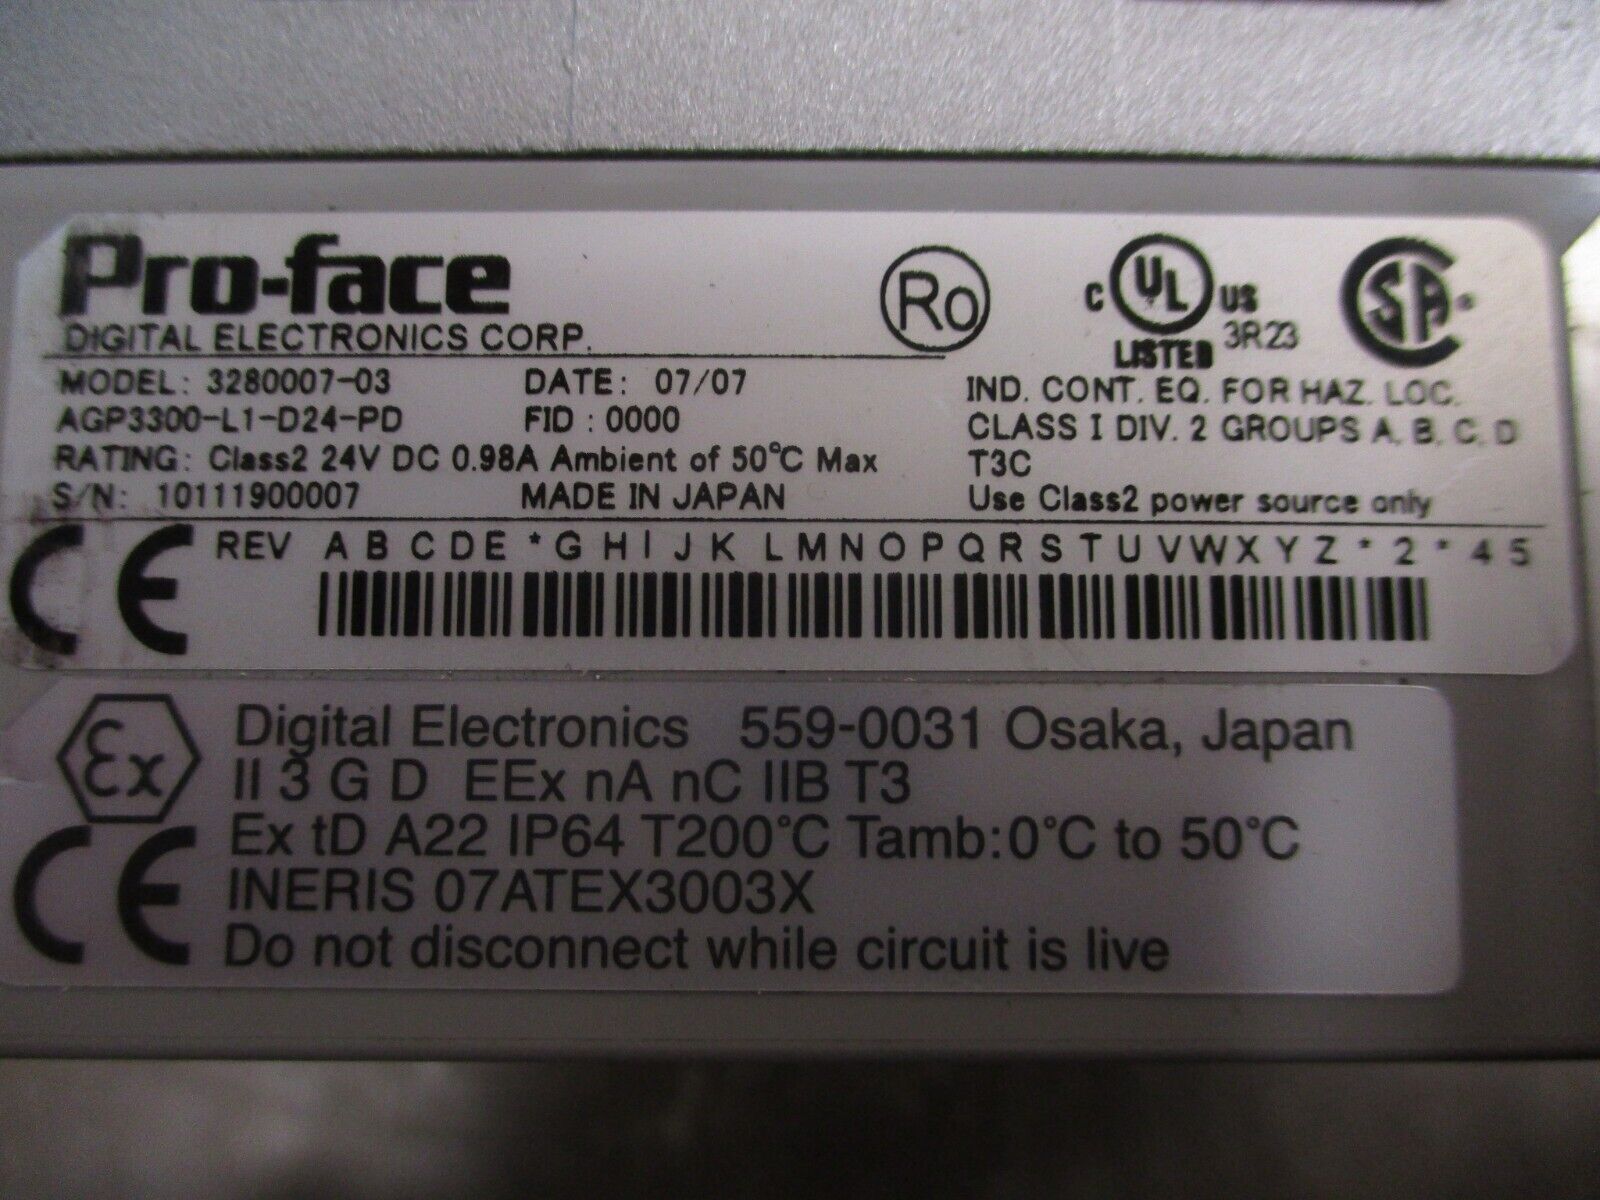 Pro-face
DIGITAL ELECTRONICS CORP.
Ro
C UL US
LISTED 3R23
SA
MODEL: 3280007-03 DATE: 07/07
AGP3300-L1-D24-PD FID : 0000
RATING: Class2 24V DC 0.98A Ambient of 50°C Max
S/N: 10111900007 MADE IN JAPAN
IND. CONT. EQ. FOR HAZ. LOC.
CLASS I DIV. 2 GROUPS A, B, C, D
T3C
Use Class2 power source only
CE REV A B C D E * G H I J K L M N O P Q R S T U V W X Y Z * 2 * 4 5
Ex Digital Electronics 559-0031 Osaka, Japan
II 3 G D EEx nA nC IIB T3
CE Ex tD A22 IP64 T200°C Tamb:0°C to 50°C
INERIS 07ATEX3003X
Do not disconnect while circuit is live